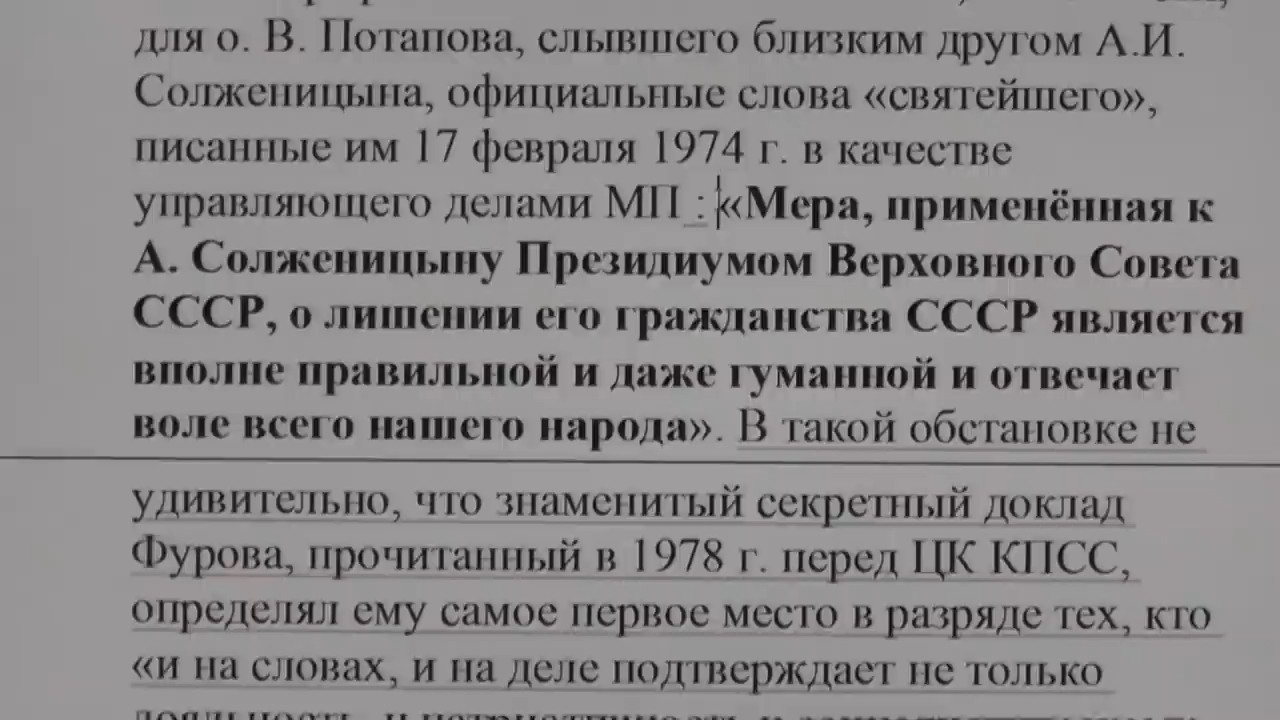 для о. В. Потапова, слывшего близким другом А.И.
Солженицына, официальные слова «святейшего»,
писанные им 17 февраля 1974 г. в качестве
управляющего делами МП : «Мера, применённая к
А. Солженицыну Президиумом Верховного Совета
СССР, о лишении его гражданства СССР является
вполне правильной и даже гуманной и отвечает
воле всего нашего народа». В такой обстановке не
удивительно, что знаменитый секретный доклад
Фурова, прочитанный в 1978 г. перед ЦК КПСС,
определял ему самое первое место в разряде тех, кто
«и на словах, и на деле подтверждает не только